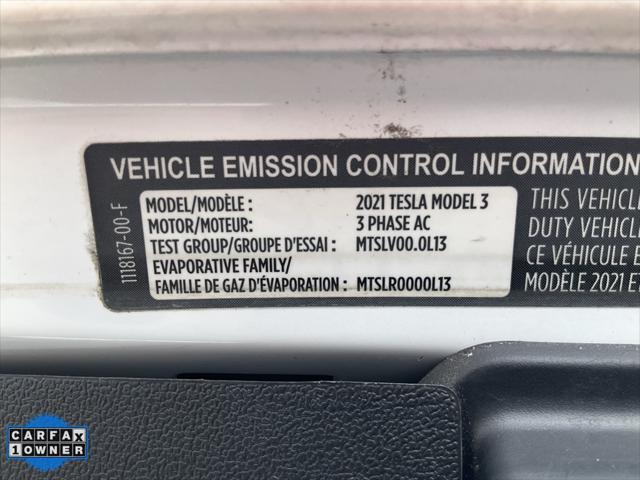 VEHICLE EMISSION CONTROL INFORMATION
MODEL/MODÈLE : 2021 TESLA MODEL 3
MOTOR/MOTEUR: 3 PHASE AC
TEST GROUP/GROUPE D'ESSAI : MTSLV00.0L13
EVAPORATIVE FAMILY/
FAMILLE DE GAZ D'ÉVAPORATION : MTSLR0000L13
1118167-00-F
THIS VEHICLE
DUTY VEHICLE
CE VÉHICULE E
MODÈLE 2021 E
CARFAX
1 OWNER